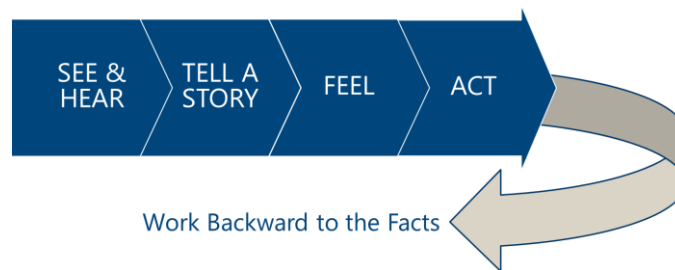 SEE &
HEAR
TELL A
STORY
FEEL
ACT
Work Backward to the Facts